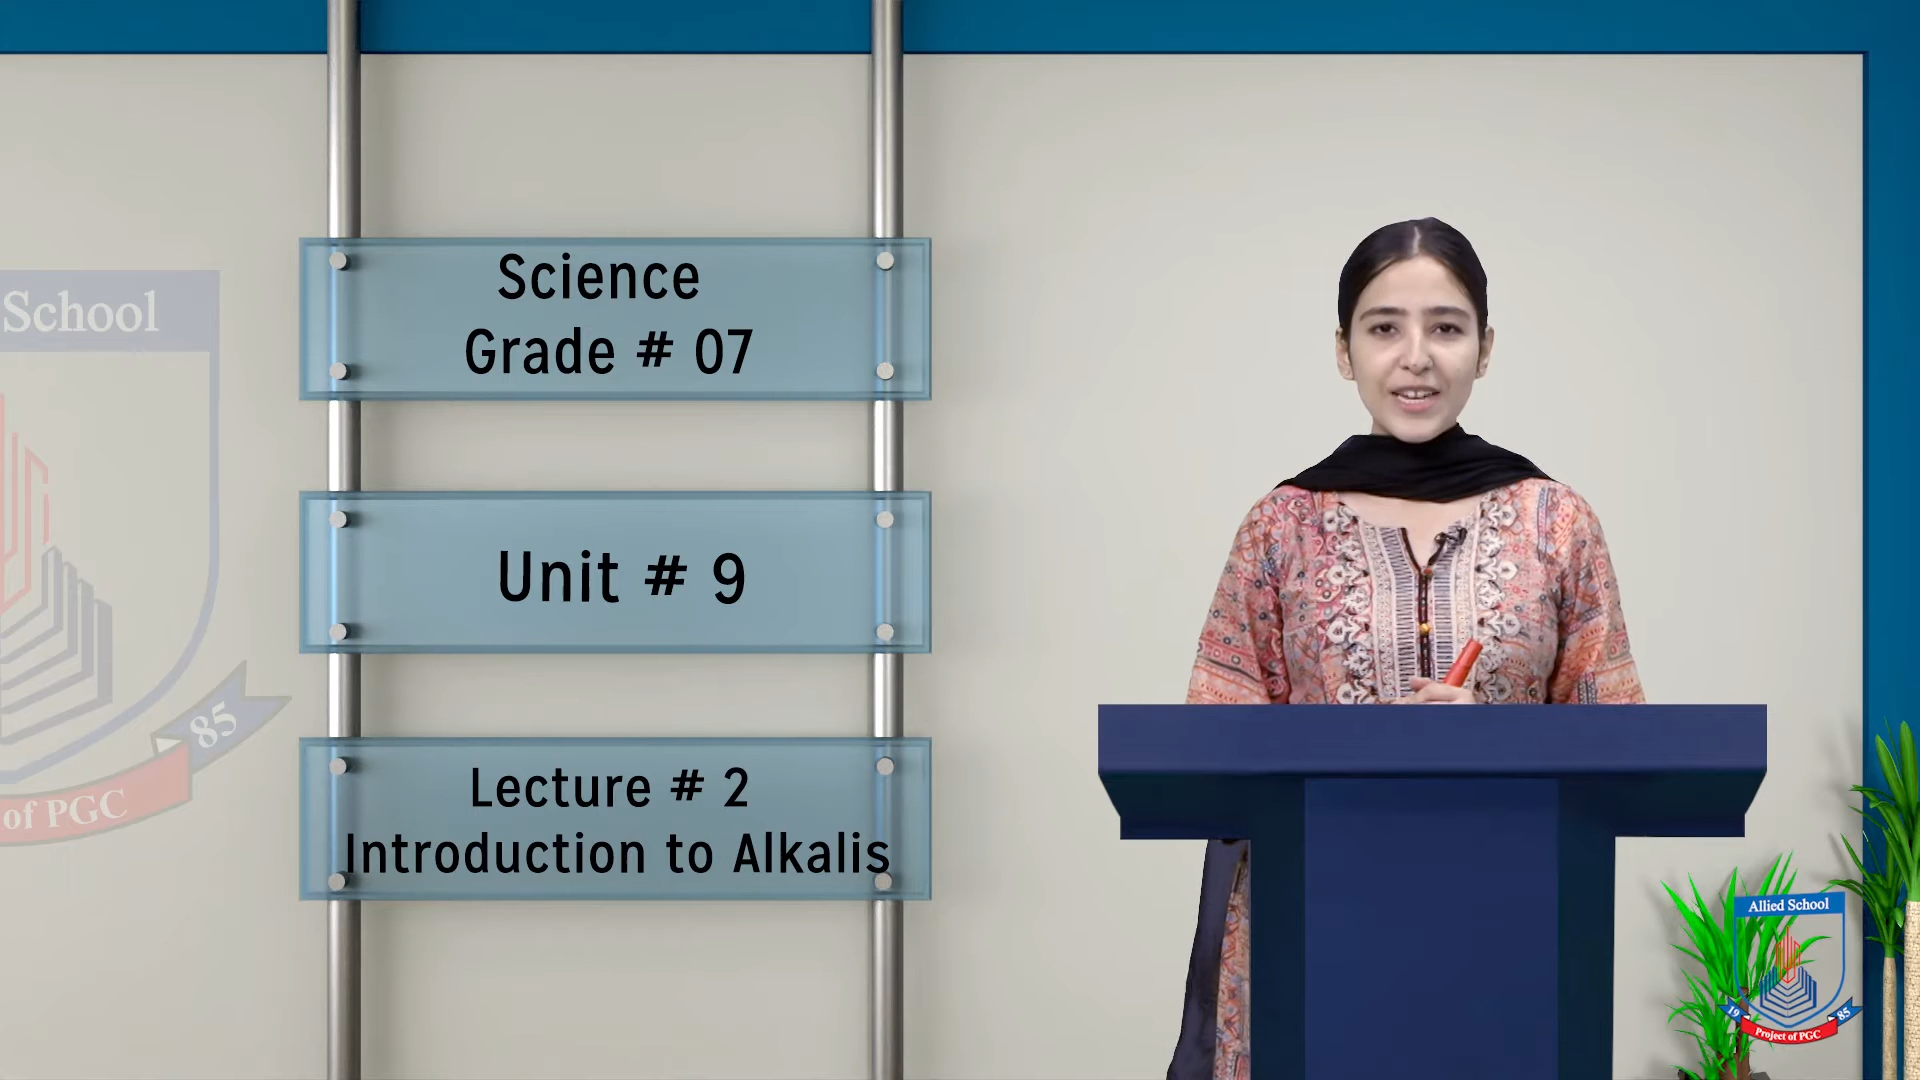 Science
Grade # 07
Unit # 9
Lecture # 2
Introduction to Alkalis
School
85
of PGC
Allied School
19
85
Project of PGC